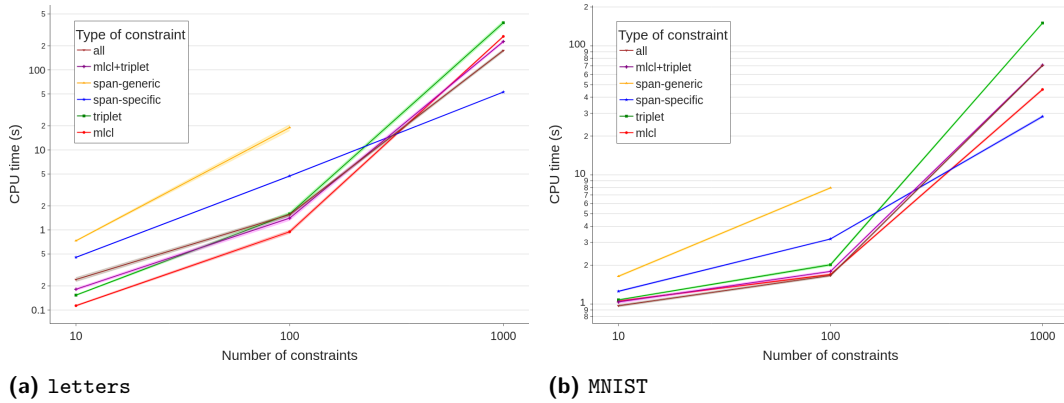 5
2
100
5
2
10
5
2
1
5
2
0.1
10
100
1000
CPU time (s)
Number of constraints
Type of constraint
all
mlcl+triplet
span-generic
span-specific
triplet
mlcl
(a) letters
2
100
9
8
7
6
5
4
3
2
10
9
8
7
6
5
4
3
2
1
9
8
10
100
1000
CPU time (s)
Number of constraints
Type of constraint
all
mlcl+triplet
span-generic
span-specific
triplet
mlcl
(b) MNIST